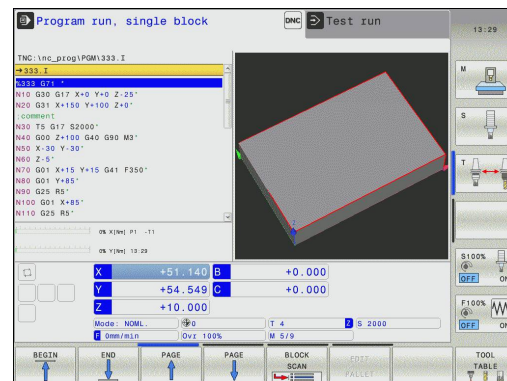 Program run, single block
DNC
Test run
13:29
TNC:\nc_prog\PGM\333.I
→333.I
%333 G71 *
N10 G30 G17 X+0 Y+0 Z-25*
N20 G31 X+150 Y+100 Z+0*
;comment
N30 T5 G17 S2000*
N40 G00 Z+100 G40 G90 M3*
N50 X-30 Y-30*
N60 Z-5*
N70 G01 X+15 Y+15 G41 F350*
N80 G01 Y+85*
N90 G25 R5*
N100 G01 X+85*
N110 G25 R5*
0% X[Nm] P1 -11
0% Y[Nm] 13:29
M
S
T
S100%
OFF ON
F100%
OFF ON
X +51.140 B +0.000
Y +54.549 C +0.000
Z +10.000
Mode: NOML. 0 T 4 Z S 2000
F 0mm/min Ovr 100% M 5/9
BEGIN
END
PAGE
PAGE
BLOCK SCAN
EDIT PALLET
TOOL TABLE